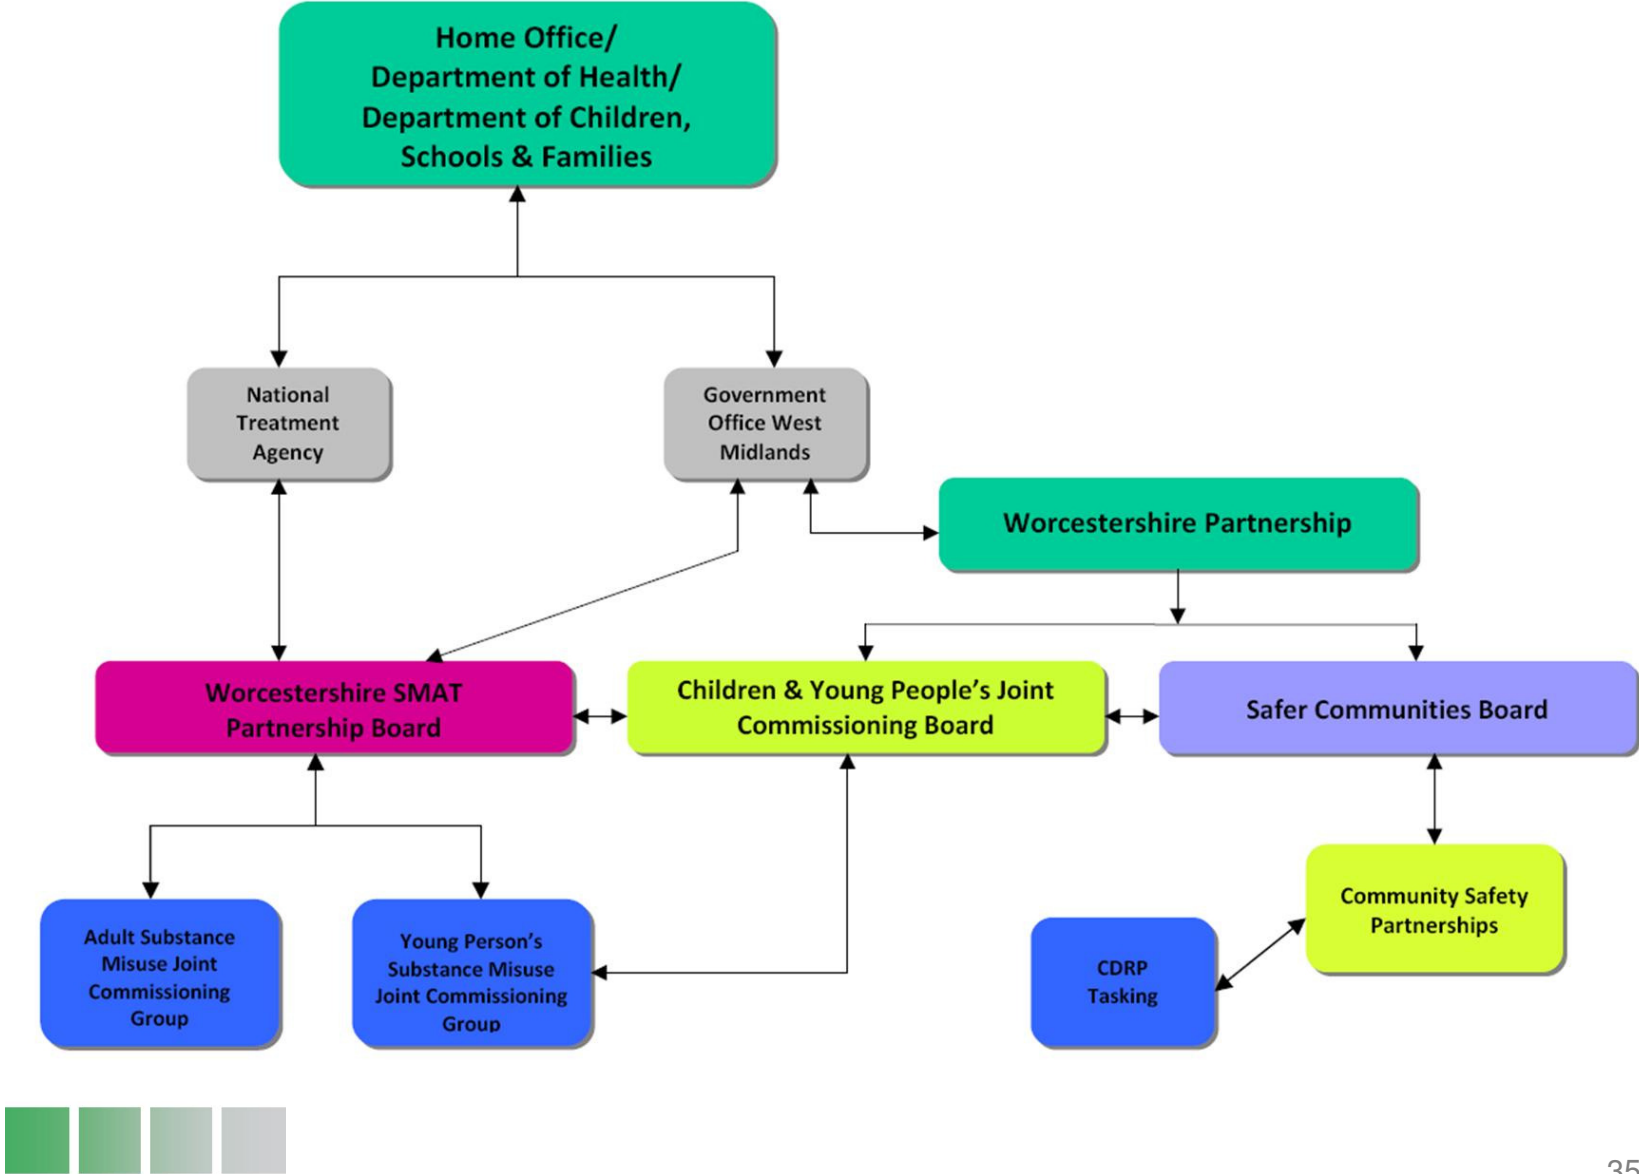 Home Office/
Department of Health/
Department of Children,
Schools & Families
National
Treatment
Agency
Government
Office West
Midlands
Worcestershire Partnership
Worcestershire SMAT
Partnership Board
Children & Young People’s Joint
Commissioning Board
Safer Communities Board
Adult Substance
Misuse Joint
Commissioning
Group
Young Person’s
Substance Misuse
Joint Commissioning
Group
CDRP
Tasking
Community Safety
Partnerships
35